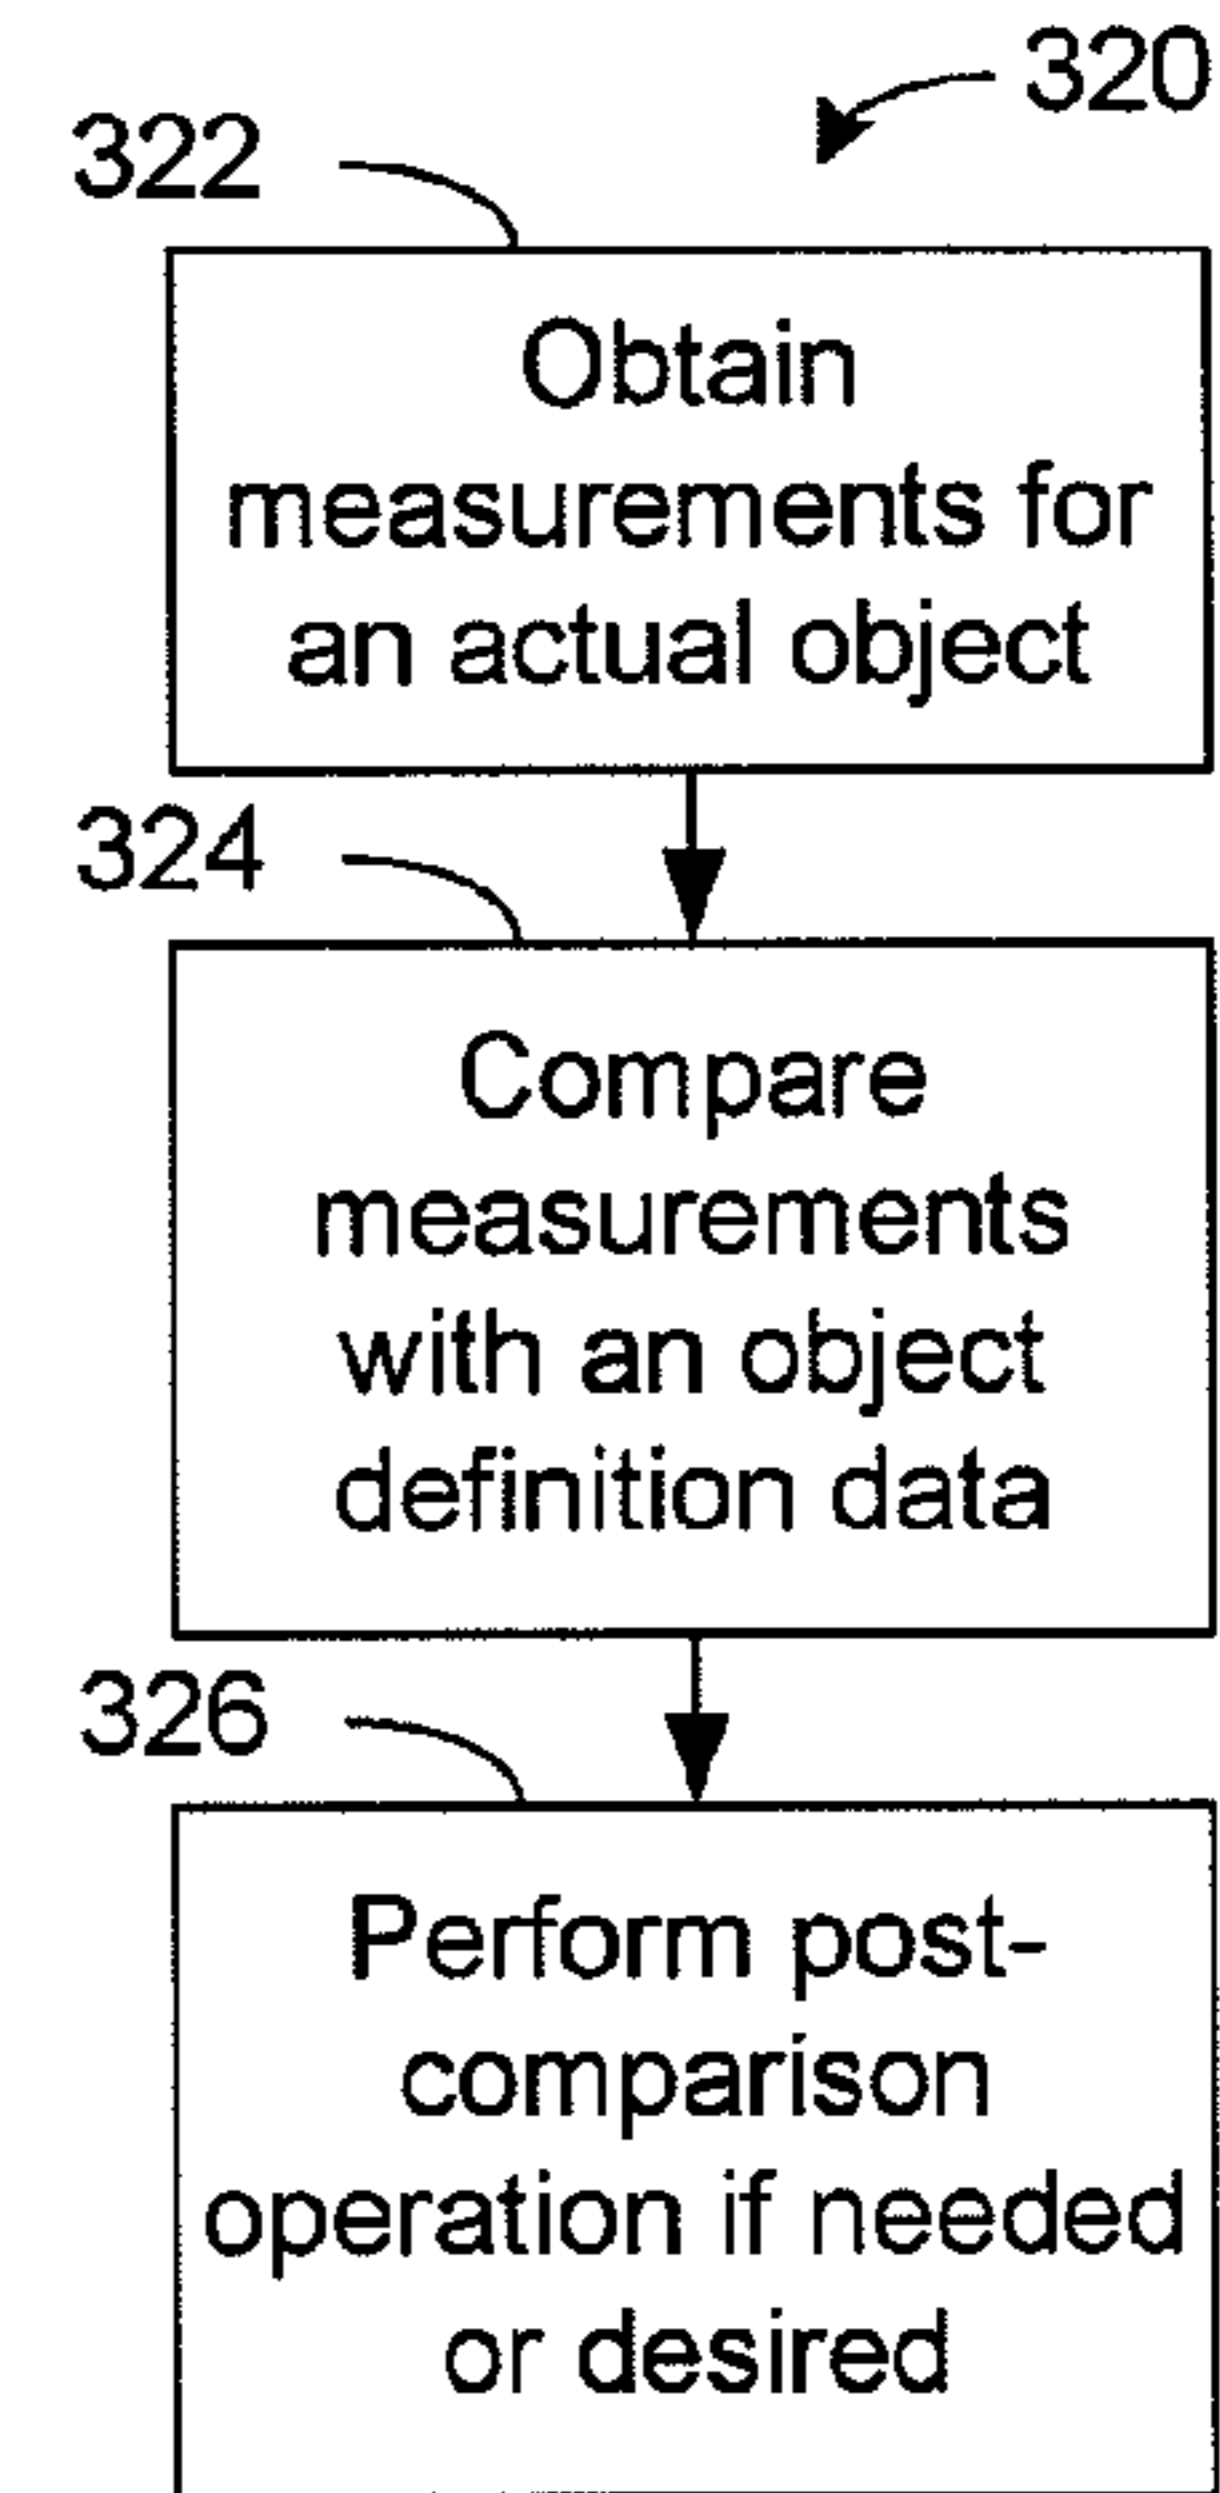 320
322
Obtain
measurements for
an actual object
324
Compare
measurements
with an object
definition data
326
Perform post-
comparison
operation if needed
or desired